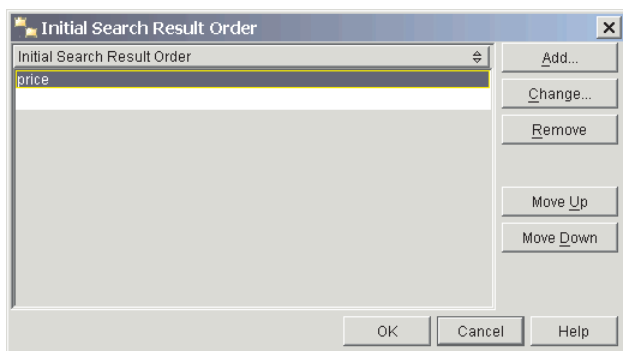 Initial Search Result Order
Initial Search Result Order
price
Add...
Change...
Remove
Move Up
Move Down
OK
Cancel
Help